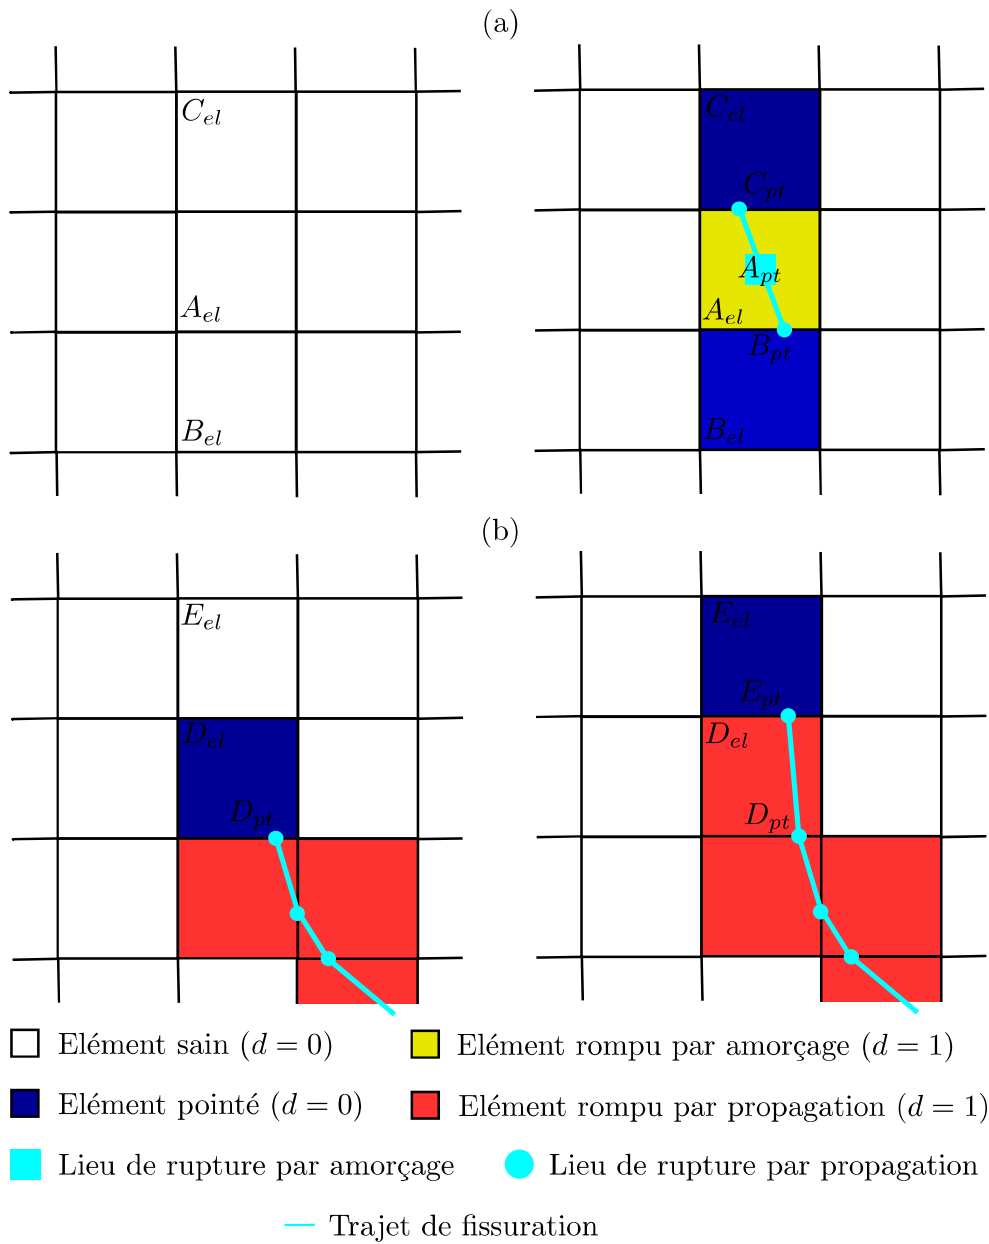 (a)
C_el
A_el
B_el
C_el
C_pt
A_pt
A_el
B_pt
B_el
(b)
E_el
D_el
D_pt
E_el
E_pt
D_el
D_pt
Elément sain (d = 0)
Elément rompu par amorçage (d = 1)
Elément pointé (d = 0)
Elément rompu par propagation (d = 1)
Lieu de rupture par amorçage
Lieu de rupture par propagation
Trajet de fissuration